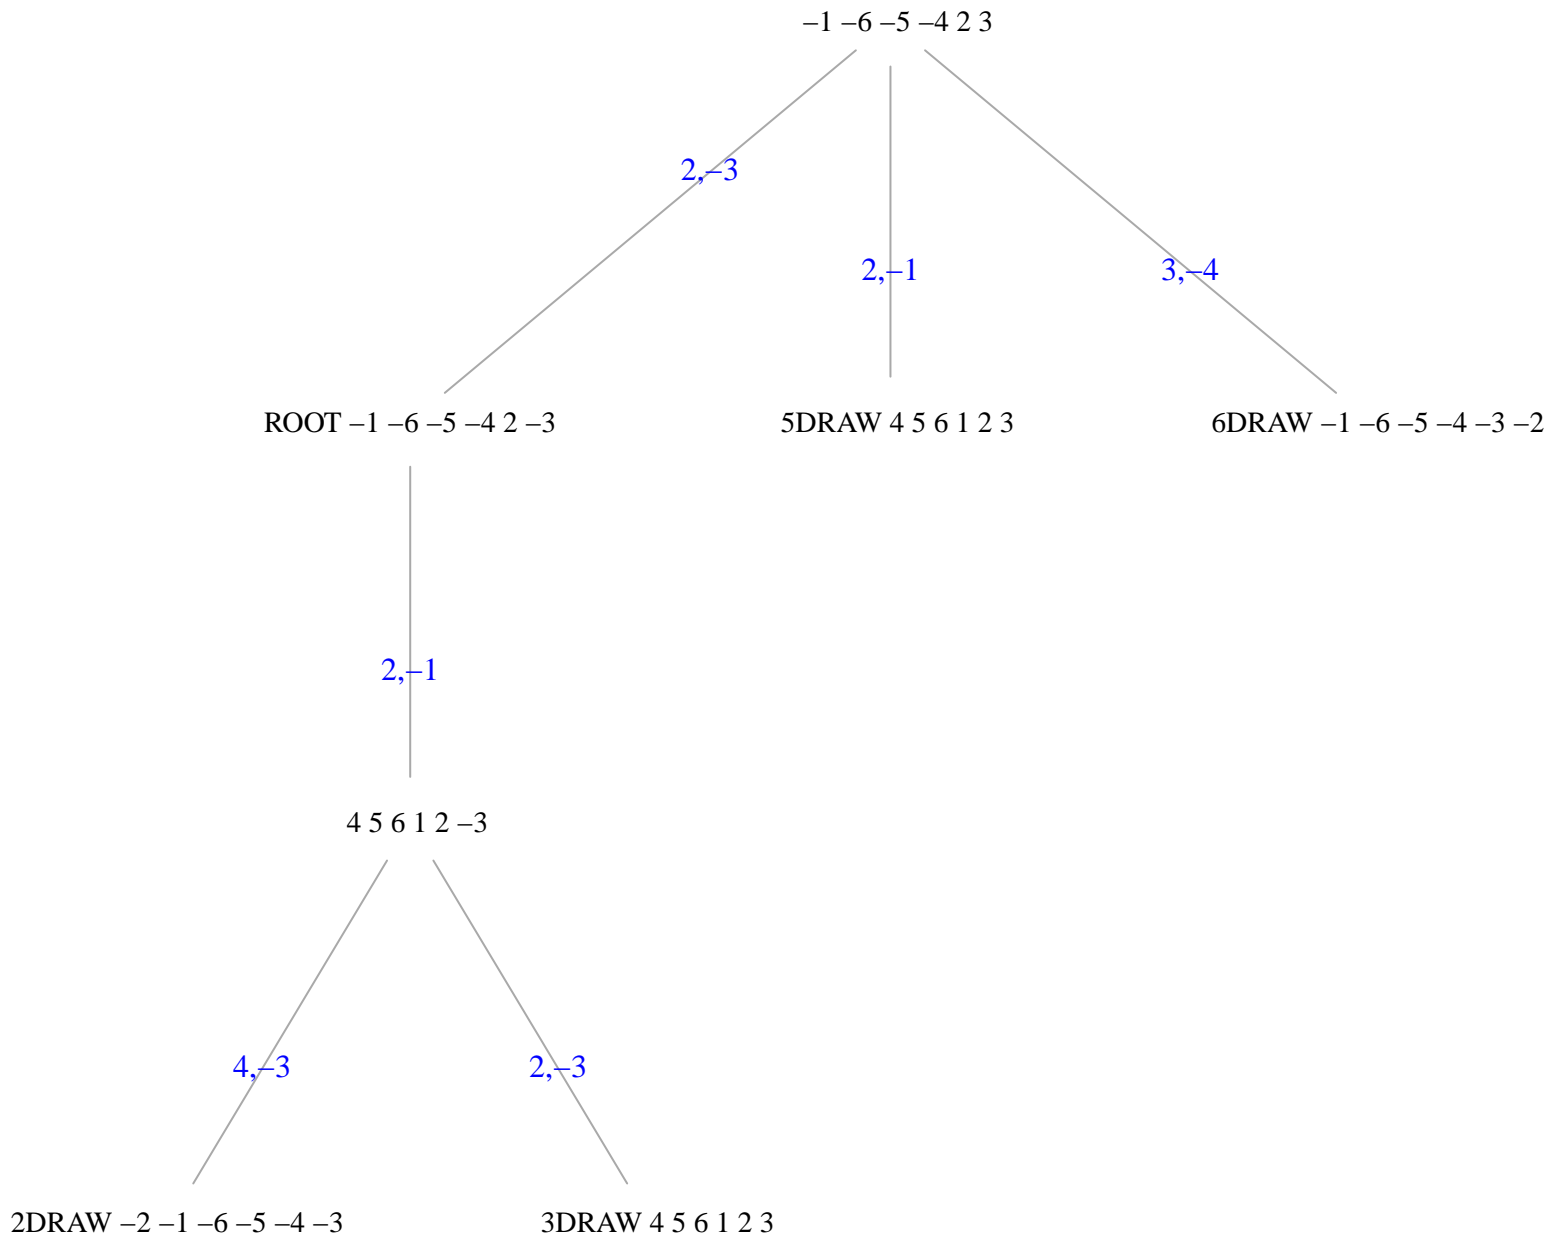 –1 –6 –5 –4 2 3
2,–3
2,–1
3,–4
ROOT –1 –6 –5 –4 2 –3
5DRAW 4 5 6 1 2 3
6DRAW –1 –6 –5 –4 –3 –2
2,–1
4 5 6 1 2 –3
4,–3
2,–3
2DRAW –2 –1 –6 –5 –4 –3
3DRAW 4 5 6 1 2 3